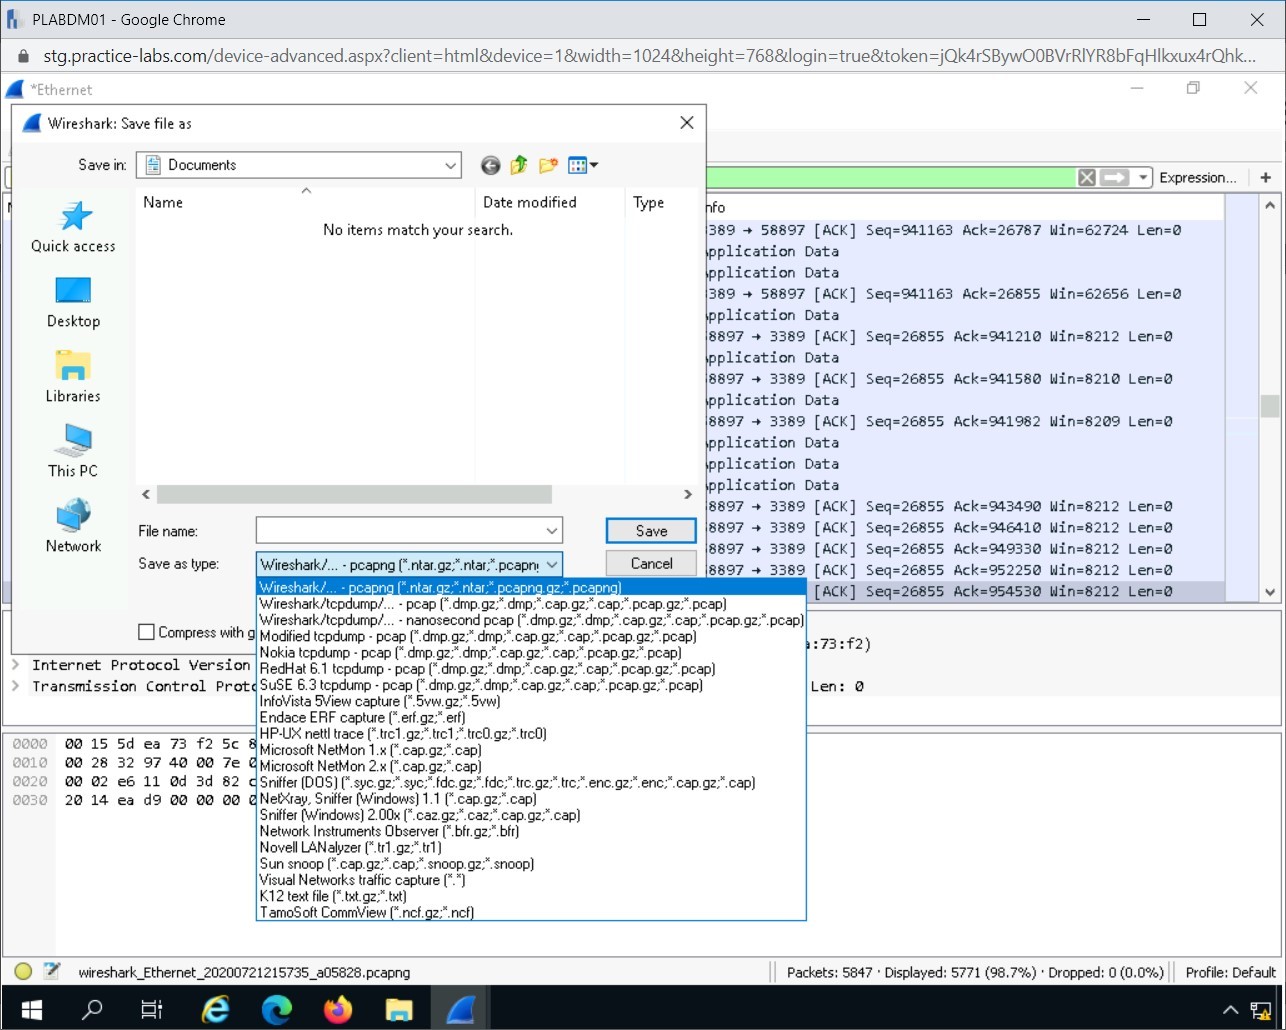 PLABDM01 - Google Chrome
stg.practice-labs.com/device-advanced.aspx?client=html&device=1&width=1024&height=768&login=true&token=jQk4rSBywO0BVrRlYR8bFqHlkxux4rQhk...
*Ethernet
Wireshark: Save file as
Save in: Documents
Expression... +
Name Date modified Type
No items match your search.
Quick access
Desktop
Libraries
This PC
Network
nfo
3389 → 58897 [ACK] Seq=941163 Ack=26787 Win=62724 Len=0
Application Data
Application Data
3389 → 58897 [ACK] Seq=941163 Ack=26855 Win=62656 Len=0
Application Data
58897 → 3389 [ACK] Seq=26855 Ack=941210 Win=8212 Len=0
Application Data
58897 → 3389 [ACK] Seq=26855 Ack=941580 Win=8210 Len=0
Application Data
58897 → 3389 [ACK] Seq=26855 Ack=941982 Win=8209 Len=0
Application Data
Application Data
Application Data
58897 → 3389 [ACK] Seq=26855 Ack=943490 Win=8212 Len=0
58897 → 3389 [ACK] Seq=26855 Ack=946410 Win=8212 Len=0
58897 → 3389 [ACK] Seq=26855 Ack=949330 Win=8212 Len=0
58897 → 3389 [ACK] Seq=26855 Ack=952250 Win=8212 Len=0
58897 → 3389 [ACK] Seq=26855 Ack=954530 Win=8212 Len=0
File name: Save
Save as type: Wireshark/... - pcapng (*.ntar.gz;*.ntar;*.pcapng Cancel
Wireshark/... - pcapng (*.ntar.gz;*.ntar;*.pcapng.gz;*.pcapng)
Wireshark/tcpdump/... - pcap (*.dmp.gz;*.dmp;*.cap.gz;*.cap;*.pcap.gz;*.pcap)
Wireshark/tcpdump/... - nanosecond pcap (*.dmp.gz;*.dmp;*.cap.gz;*.cap;*.pcap.gz;*.pcap)
Modified tcpdump - pcap (*.dmp.gz;*.dmp;*.cap.gz;*.cap;*.pcap.gz;*.pcap)
Nokia tcpdump - pcap (*.dmp.gz;*.dmp;*.cap.gz;*.cap;*.pcap.gz;*.pcap)
RedHat 6.1 tcpdump - pcap (*.dmp.gz;*.dmp;*.cap.gz;*.cap;*.pcap.gz;*.pcap)
SuSE 6.3 tcpdump - pcap (*.dmp.gz;*.dmp;*.cap.gz;*.cap;*.pcap.gz;*.pcap)
InfoVista 5View capture (*.5vw.gz;*.5vw)
Endace ERF capture (*.erf.gz;*.erf)
HP-UX nettl trace (*.trc1.gz;*.trc1;*.trc0.gz;*.trc0)
Microsoft NetMon 1.x (*.cap.gz;*.cap)
Microsoft NetMon 2.x (*.cap.gz;*.cap)
Sniffer (DOS) (*.syc.gz;*.syc;*.fdc.gz;*.fdc;*.trc.gz;*.trc;*.enc.gz;*.enc;*.cap.gz;*.cap)
NetXray, Sniffer (Windows) 1.1 (*.cap.gz;*.cap)
Sniffer (Windows) 2.00x (*.caz.gz;*.caz;*.cap.gz;*.cap)
Network Instruments Observer (*.bfr.gz;*.bfr)
Novell LANalyzer (*.tr1.gz;*.tr1)
Sun snoop (*.cap.gz;*.cap;*.snoop.gz;*.snoop)
Visual Networks traffic capture (*.*)
K12 text file (*.txt.gz;*.txt)
TamoSoft CommView (*.ncf.gz;*.ncf)
Compress with g
a:73:f2)
Internet Protocol Version
Transmission Control Proto Len: 0
0000 00 15 5d ea 73 f2 5c 8
0010 00 28 32 97 40 00 7e 0
0020 00 02 e6 11 0d 3d 82 c
0030 20 14 ea d9 00 00 00 0
wireshark_Ethernet_20200721215735_a05828.pcapng
Packets: 5847 · Displayed: 5771 (98.7%) · Dropped: 0 (0.0%) Profile: Default